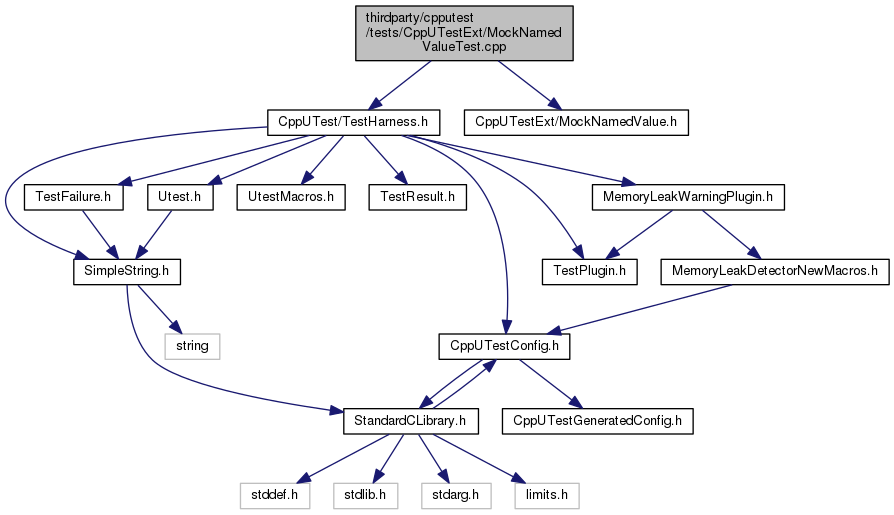 thirdparty/cpputest
/tests/CppUTestExt/MockNamed
ValueTest.cpp
CppUTest/TestHarness.h
CppUTestExt/MockNamedValue.h
TestFailure.h
Utest.h
UtestMacros.h
TestResult.h
MemoryLeakWarningPlugin.h
SimpleString.h
TestPlugin.h
MemoryLeakDetectorNewMacros.h
string
CppUTestConfig.h
StandardCLibrary.h
CppUTestGeneratedConfig.h
stddef.h
stdlib.h
stdarg.h
limits.h